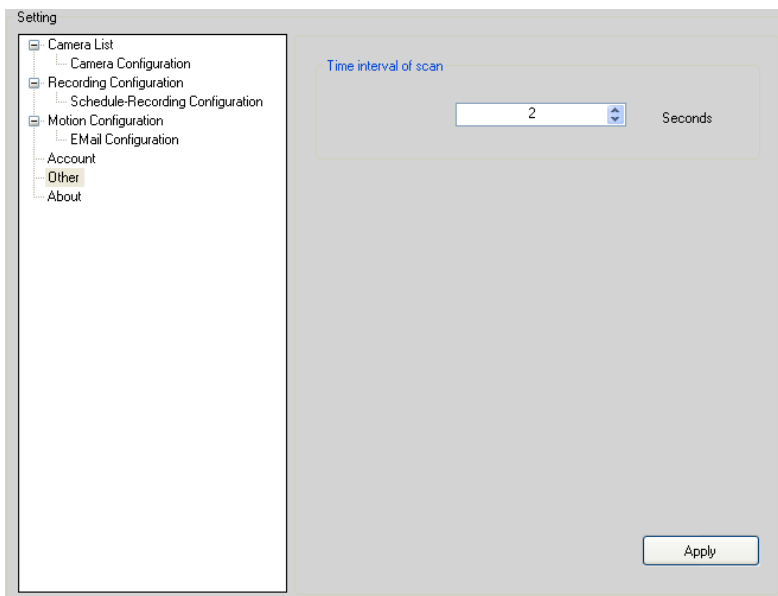 Setting
Camera List
Camera Configuration
Recording Configuration
Schedule-Recording Configuration
Motion Configuration
EMail Configuration
Account
Other
About
Time interval of scan
2 Seconds
Apply